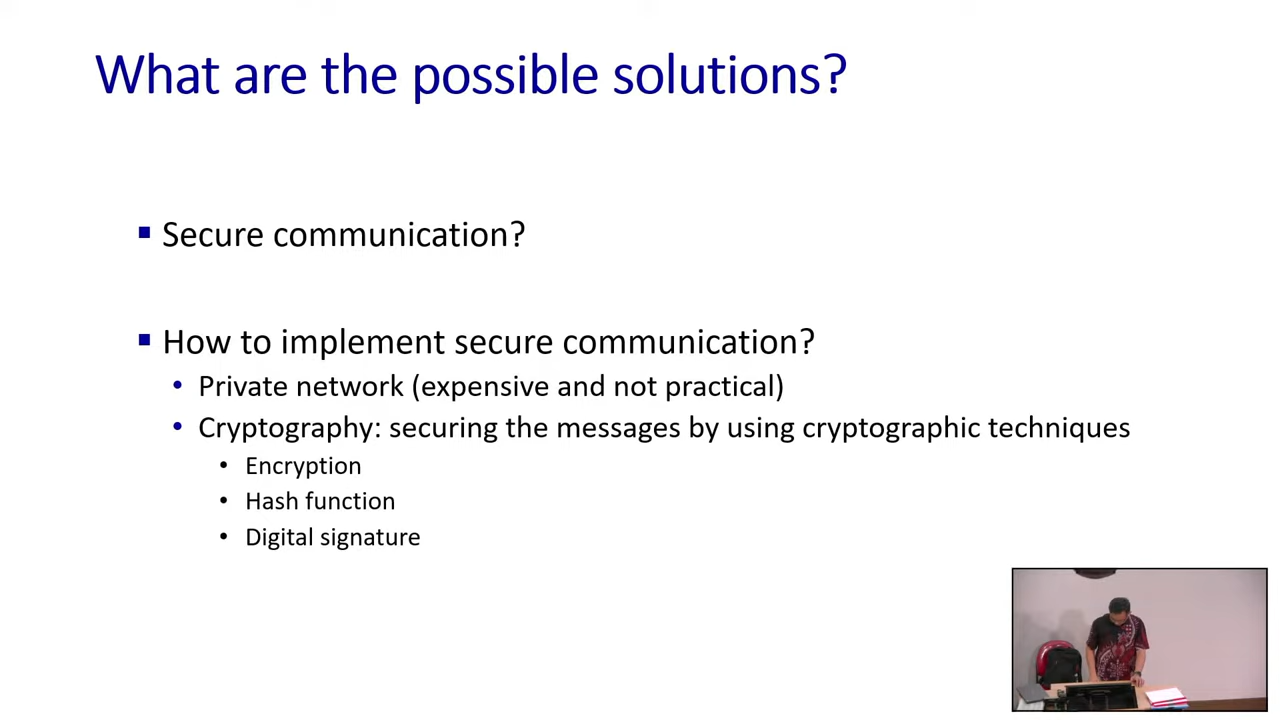 What are the possible solutions?
▪ Secure communication?
▪ How to implement secure communication?
• Private network (expensive and not practical)
• Cryptography: securing the messages by using cryptographic techniques
• Encryption
• Hash function
• Digital signature